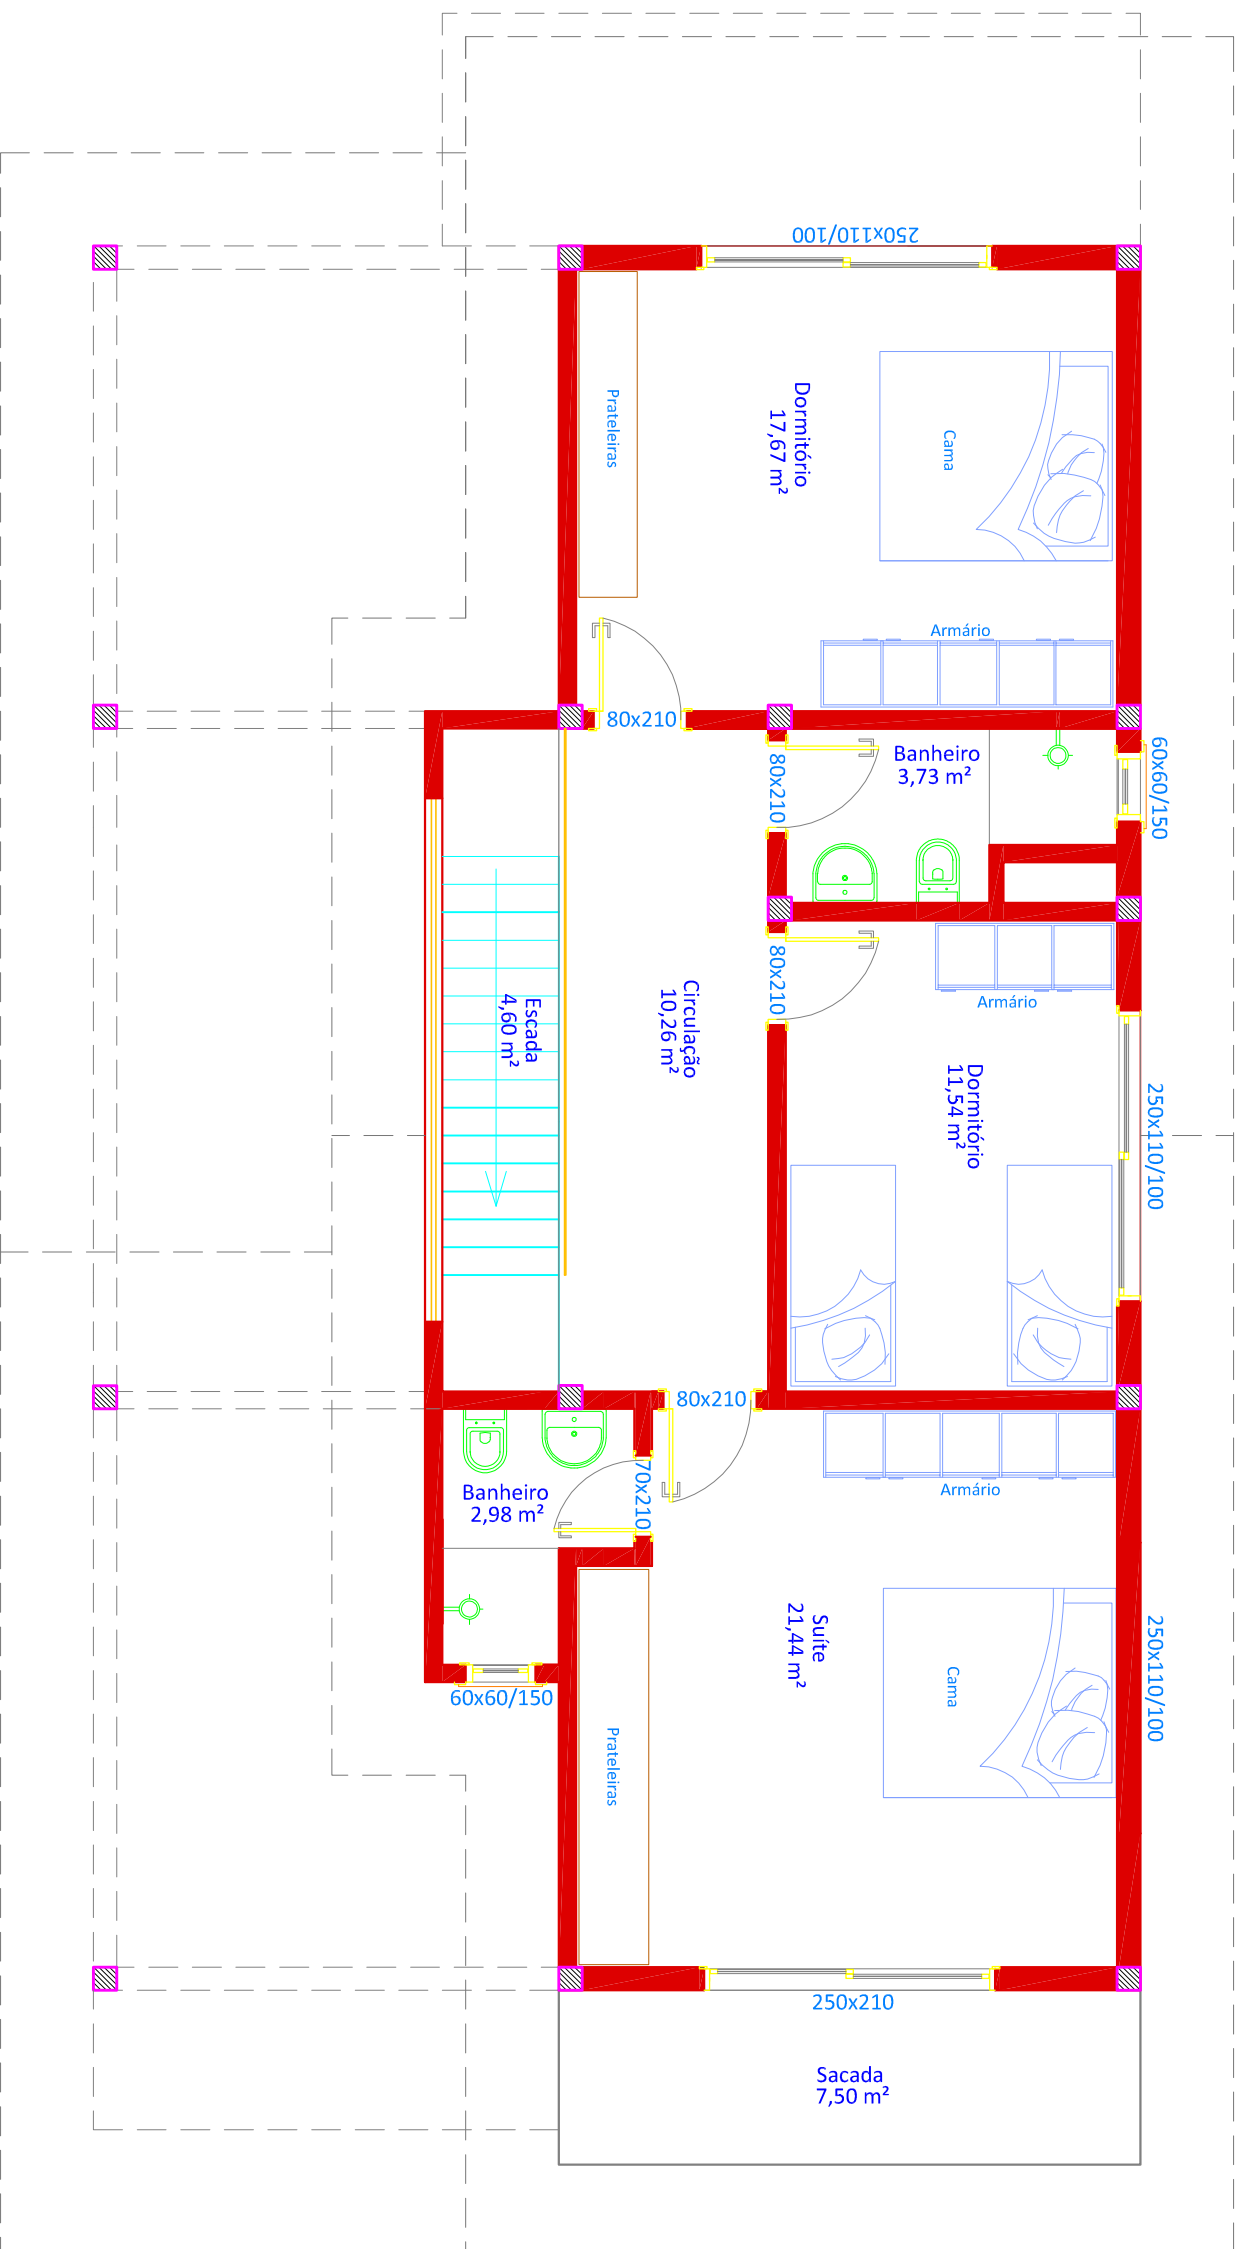 250x110/100
Dormitório
17,67 m²
Prateleiras
Cama
Armário
80x210
Banheiro
3,73 m²
80x210
60x60/150
80x210
Armário
Escada
4,60 m²
Circulação
10,26 m²
Dormitório
11,54 m²
250x110/100
80x210
70x210
Banheiro
2,98 m²
Armário
Suíte
21,44 m²
Cama
250x110/100
60x60/150
Prateleiras
250x210
Sacada
7,50 m²